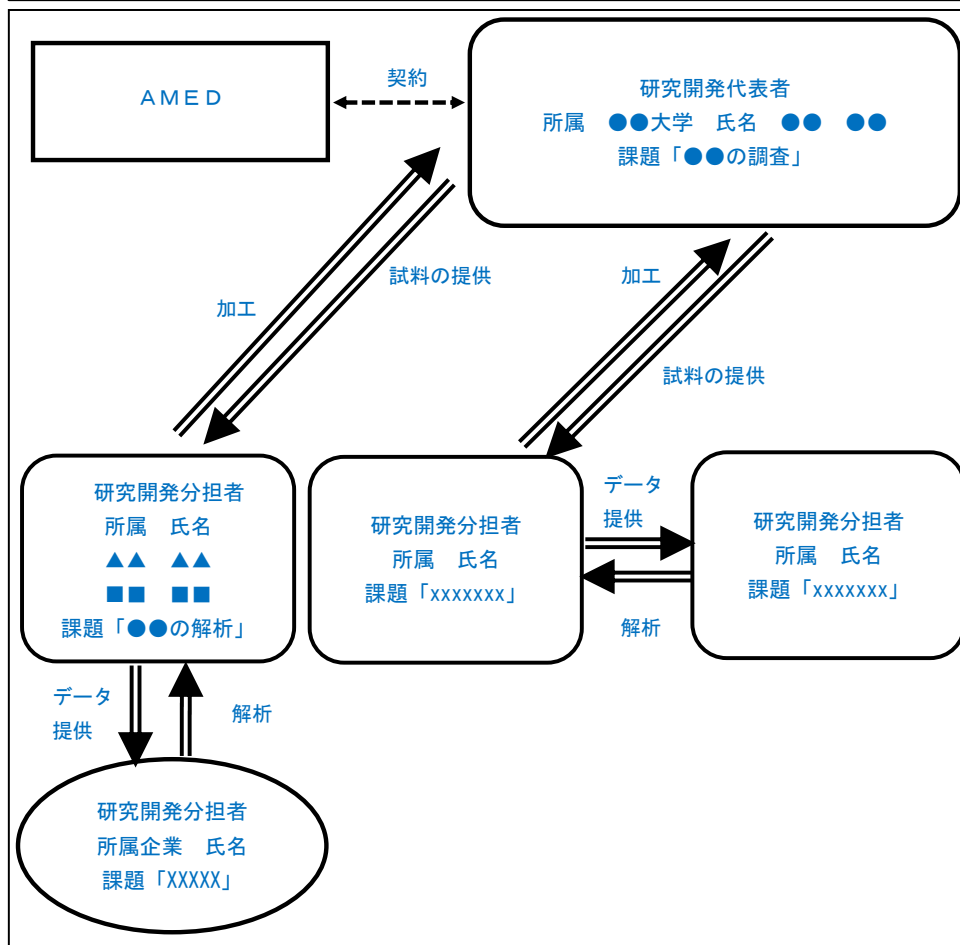 AMED
契約
研究開発代表者
所属　●●大学　氏名　●●　●●
課題「●●の調査」
加工
試料の提供
加工
試料の提供
研究開発分担者
所属　氏名
▲▲　▲▲
■■　■■
課題「●●の解析」
研究開発分担者
所属　氏名
課題「xxxxxxx」
データ
提供
解析
研究開発分担者
所属　氏名
課題「xxxxxxx」
データ
提供
解析
研究開発分担者
所属企業　氏名
課題「XXXXX」